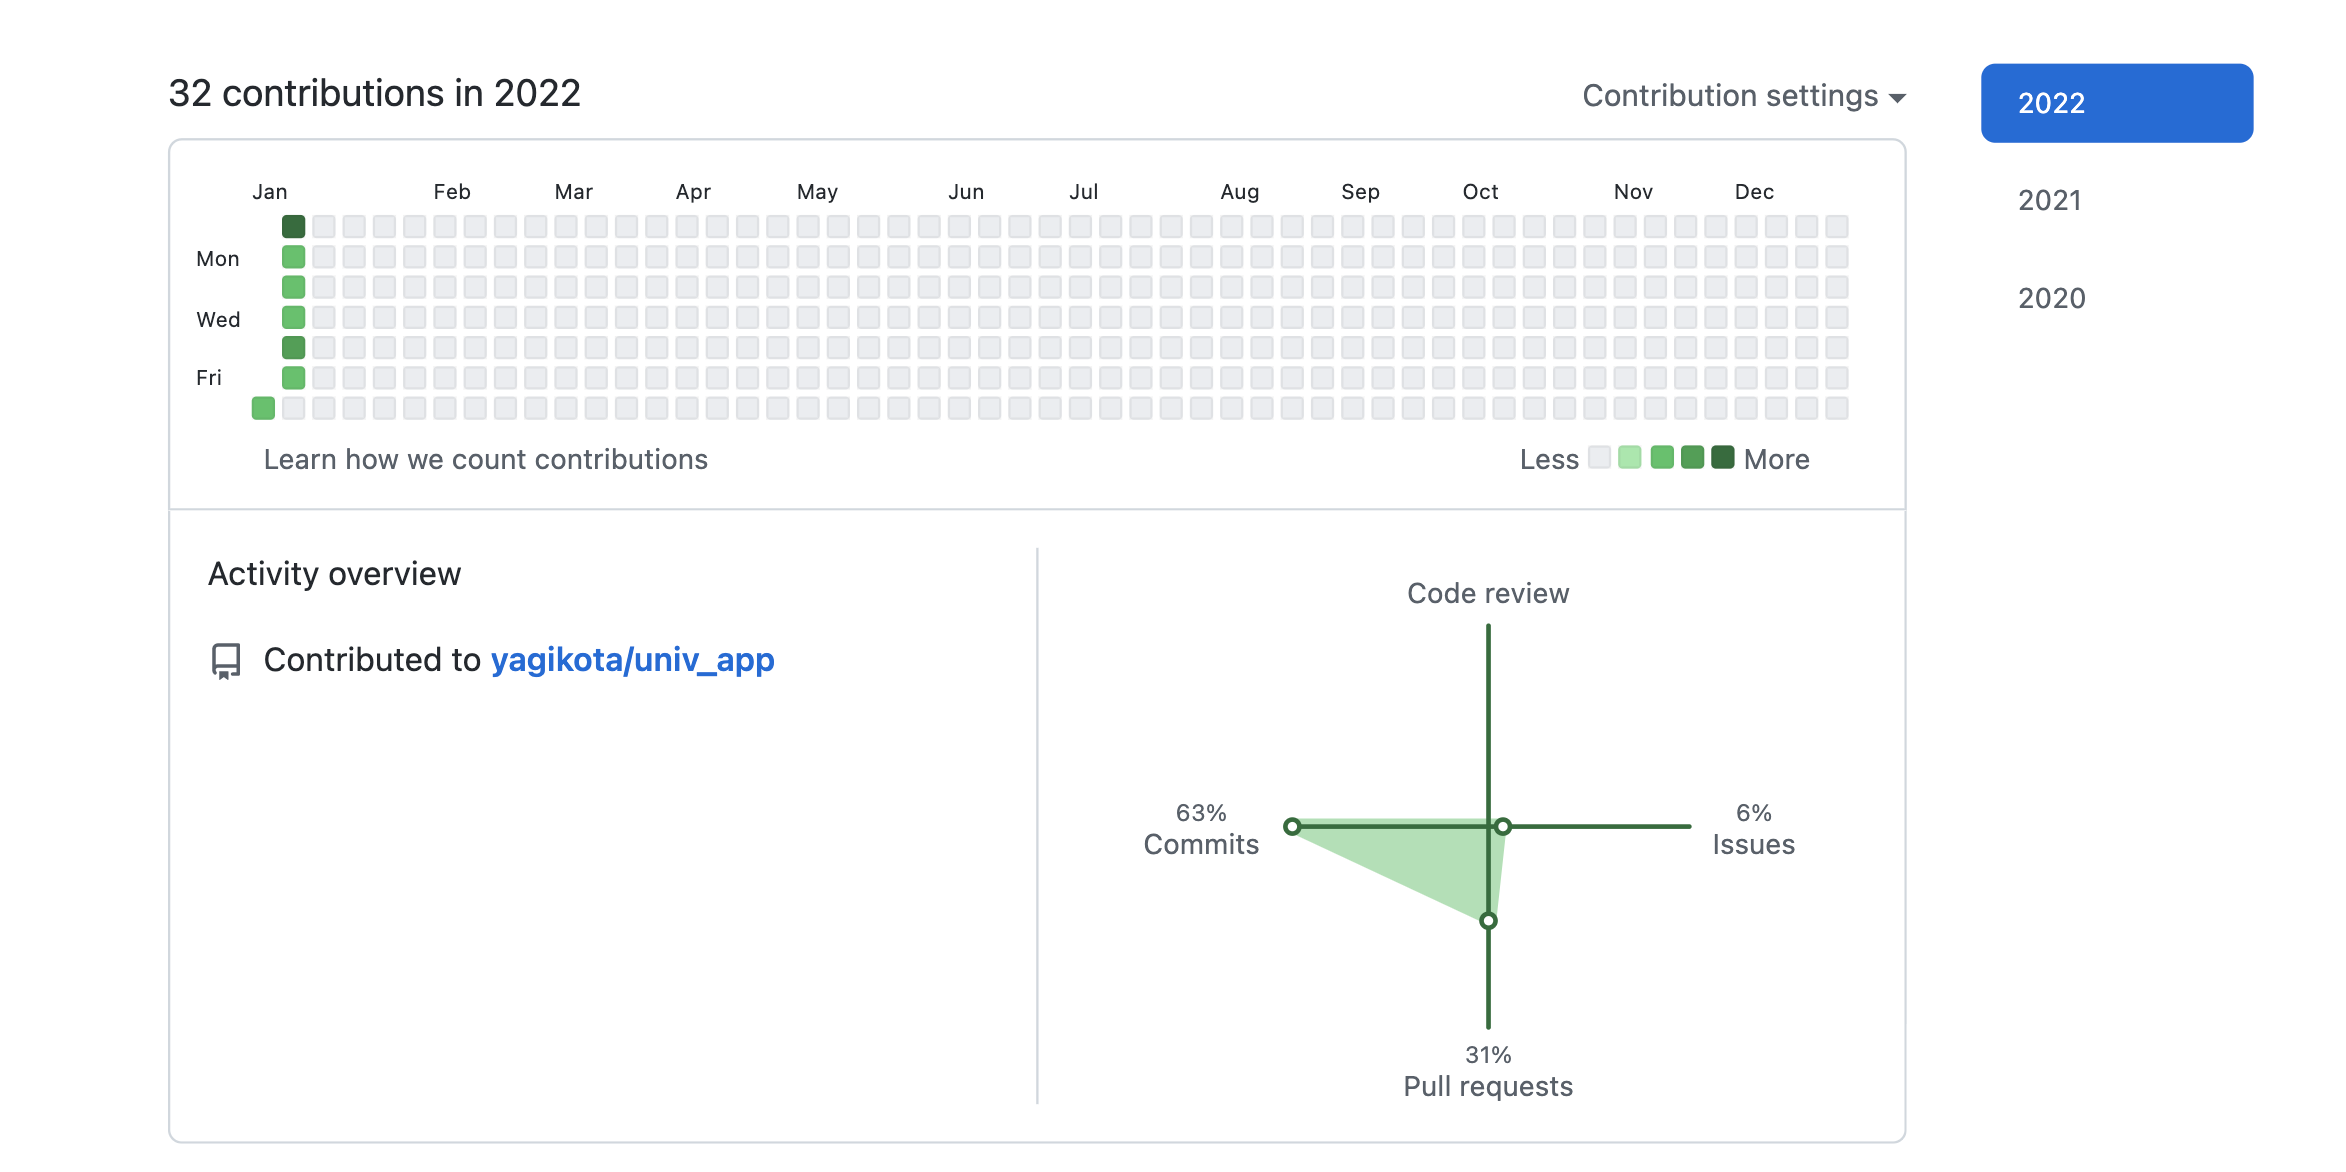 32 contributions in 2022
Contribution settings
2022
2021
2020
Jan Feb Mar Apr May Jun Jul Aug Sep Oct Nov Dec
Mon
Wed
Fri
Learn how we count contributions
Less More
Activity overview
Contributed to yagikota/univ_app
Code review
63%
Commits
6%
Issues
31%
Pull requests